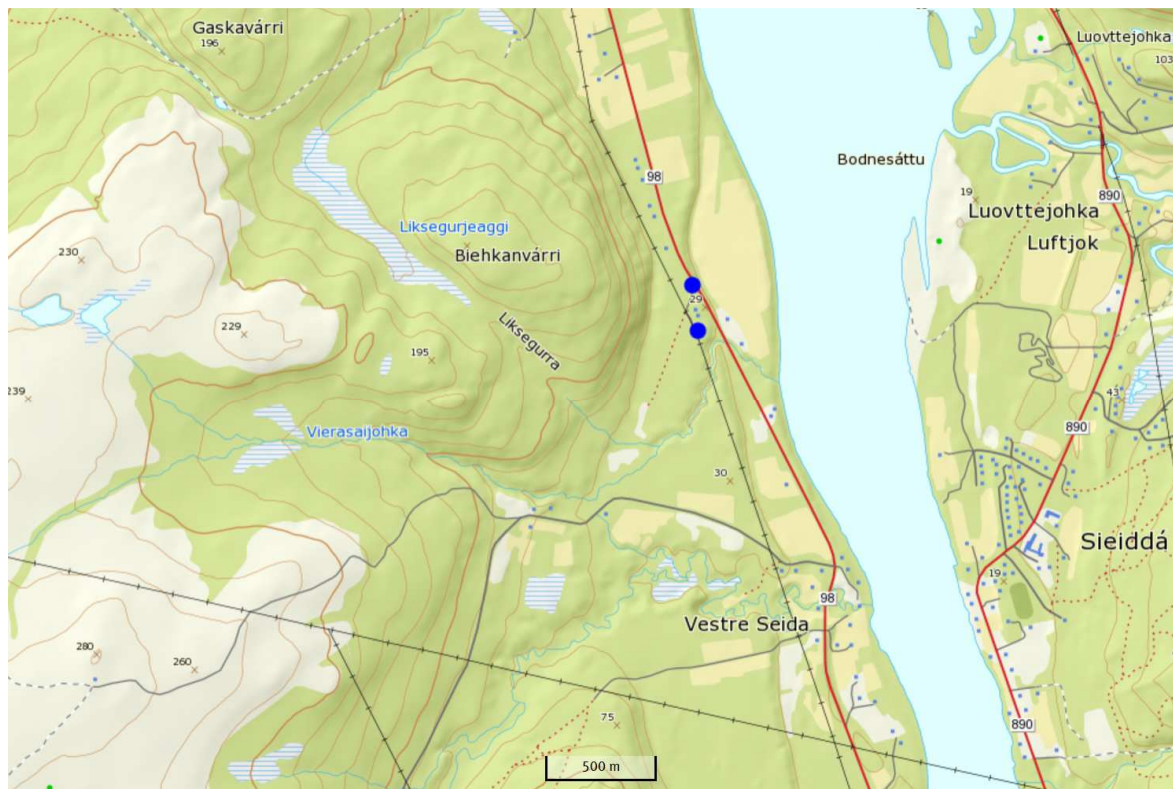 Gaskavárri
196
Luovttejohka
103
98
Bodnesáttu
890
19
Luovttejohka
Luftjok
Liksegurjeaggi
Biehkanvárri
230
29
229
Liksegurra
195
239
43
Vierasaijohka
890
30
Sieiddá
19
98
Vestre Seida
280
260
75
890
500 m